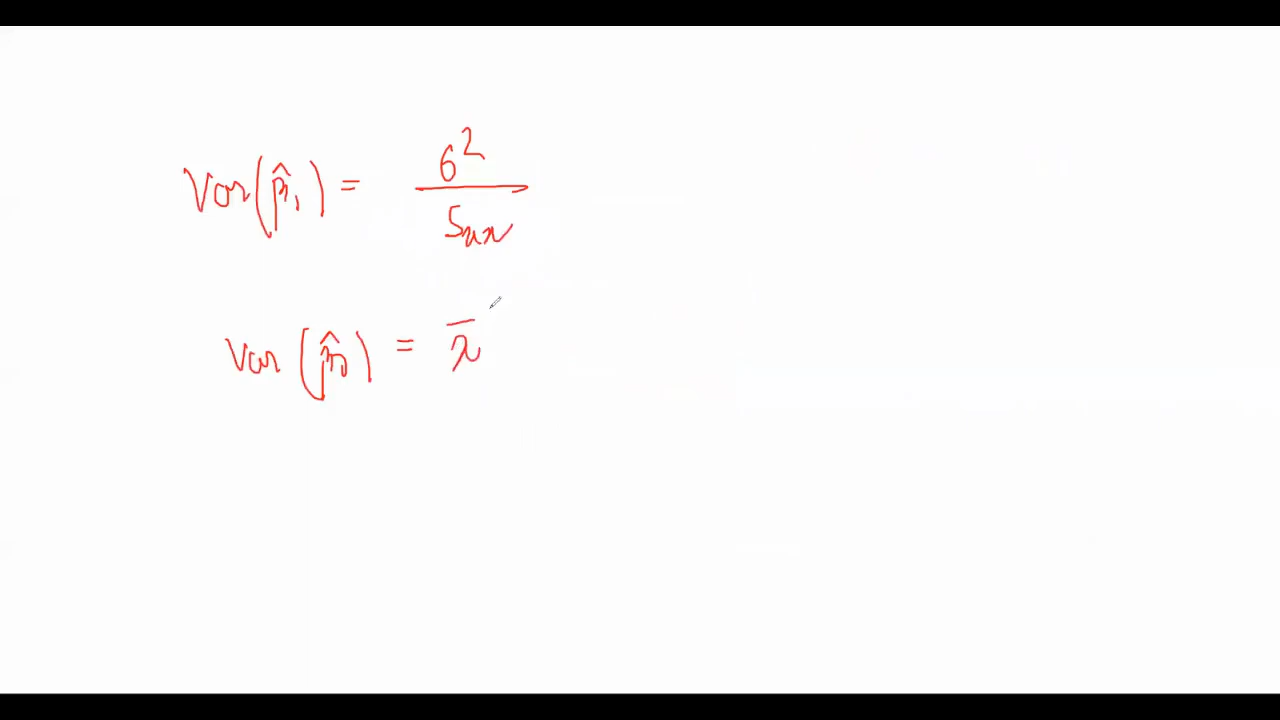 Var(β̂₁) = σ² / Sxx
Var(β̂₀) = x̄